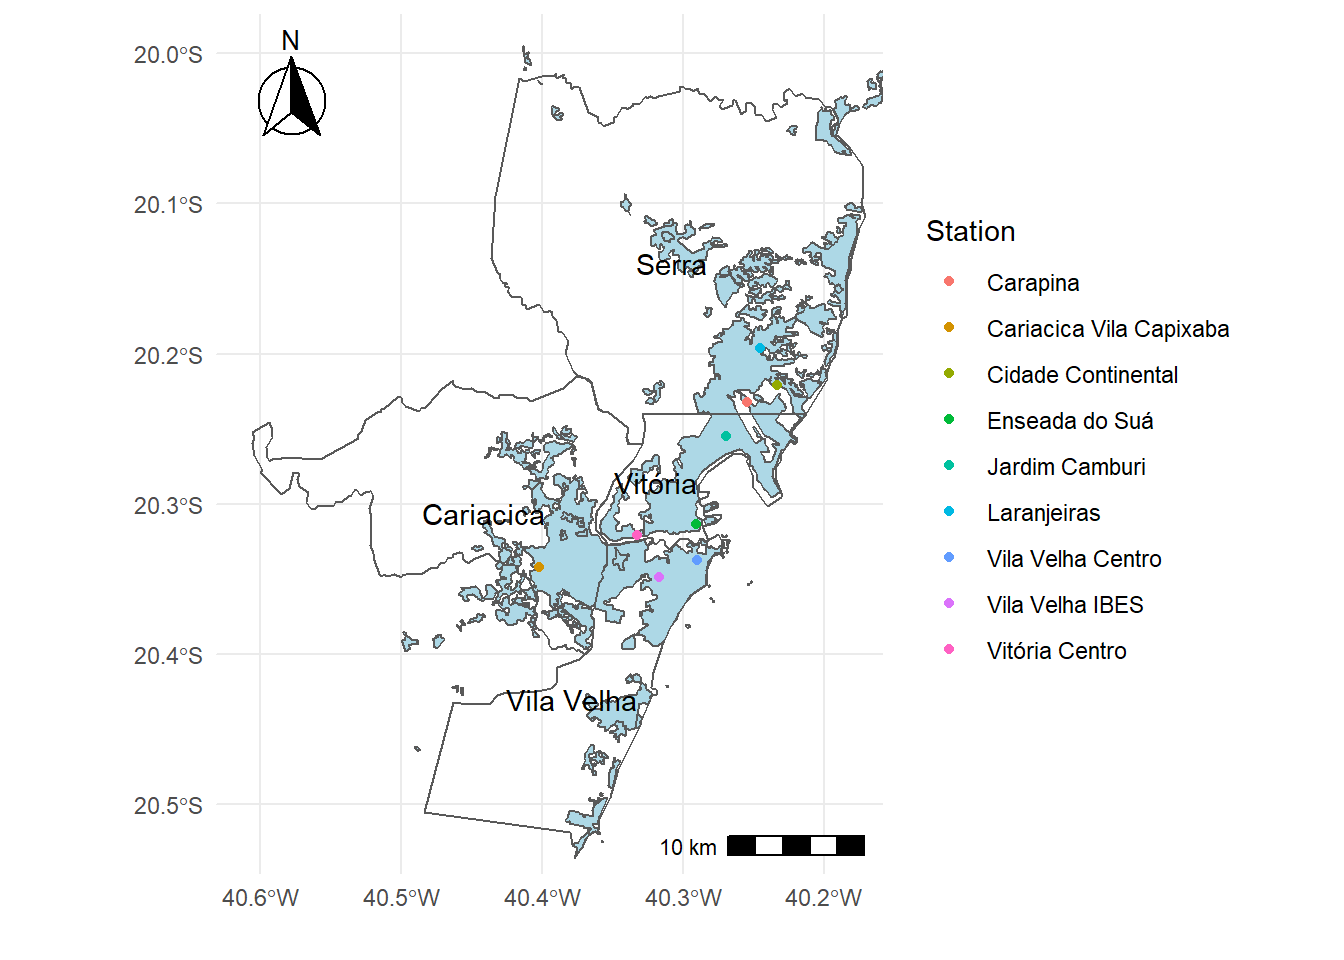 N
20.0°S
20.1°S
20.2°S
20.3°S
20.4°S
20.5°S
Serra
Vitória
Cariacica
Vila Velha
10 km
40.6°W
40.5°W
40.4°W
40.3°W
40.2°W
Station
Carapina
Cariacica Vila Capixaba
Cidade Continental
Enseada do Suá
Jardim Camburi
Laranjeiras
Vila Velha Centro
Vila Velha IBES
Vitória Centro